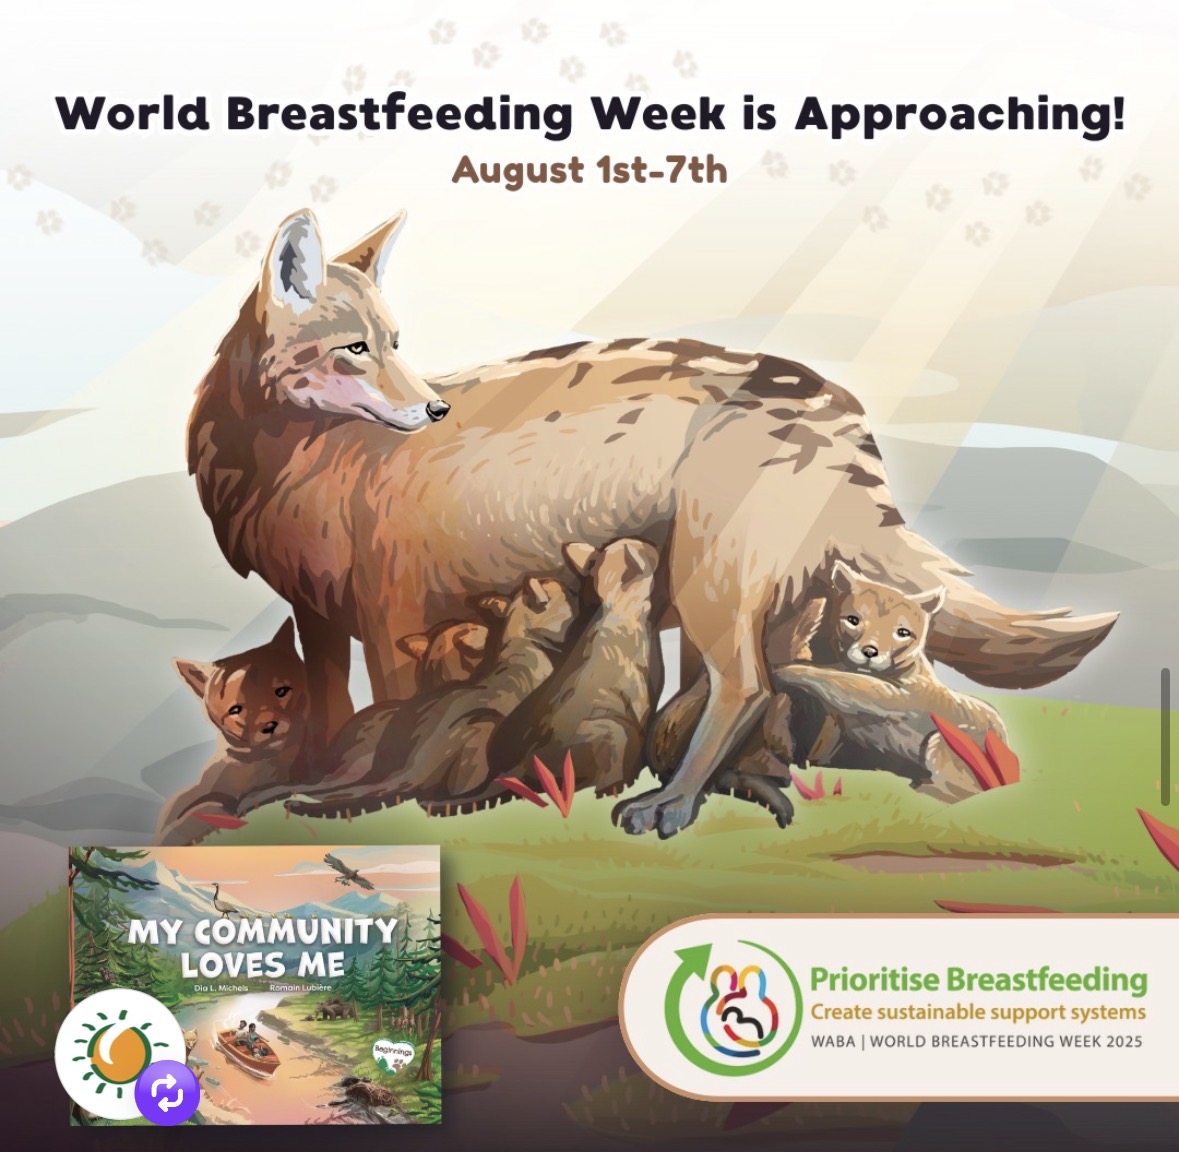 World Breastfeeding Week is Approaching!
August 1st-7th
MY COMMUNITY
LOVES ME
Dia L. Michels Romain Lubière
Beginnings
Prioritise Breastfeeding
Create sustainable support systems
WABA | WORLD BREASTFEEDING WEEK 2025